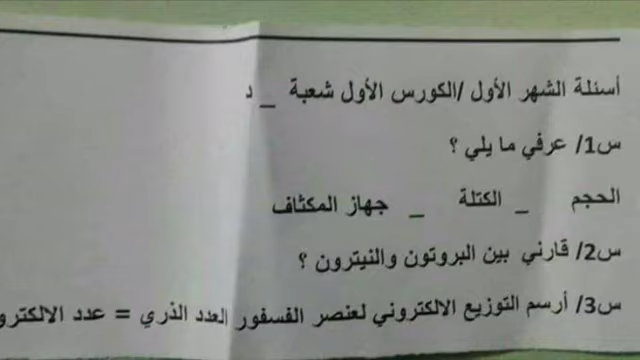 أسئلة الشهر الأول /الكورس الأول شعبة _ د
س1/ عرفي ما يلي ؟
الحجم _ الكتلة _ جهاز المكثاف
س2/ قارني بين البروتون والنيترون ؟
س3/ أرسم التوزيع الالكتروني لعنصر الفسفور العدد الذري = عدد